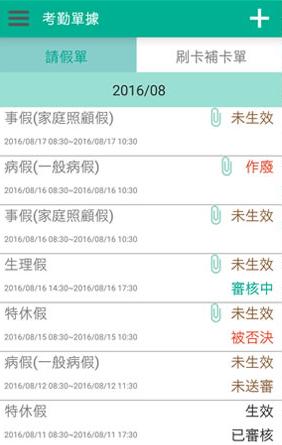 考勤單據
請假單 刷卡補卡單
2016/08
事假(家庭照顧假) 未生效
2016/08/17 08:30~2016/08/17 10:30
病假(一般病假) 作廢
2016/08/16 08:30~2016/08/16 10:30
事假(家庭照顧假) 未生效
2016/08/16 08:30~2016/08/16 10:30
生理假 未生效
2016/08/16 14:30~2016/08/16 17:30 審核中
特休假 未生效
2016/08/15 08:30~2016/08/15 10:30 被否決
病假(一般病假) 未生效
2016/08/12 08:30~2016/08/12 11:30 未送審
特休假 生效
2016/08/11 08:30~2016/08/11 10:30 已審核